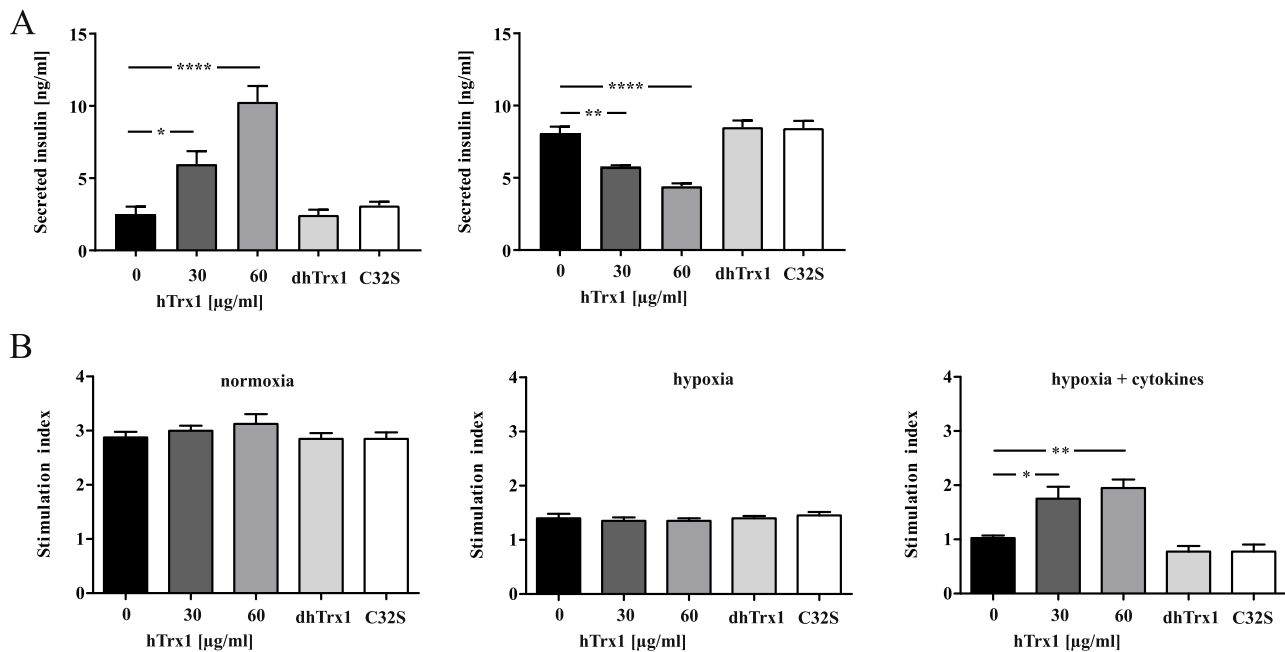 A
Secreted insulin [ng/ml]
15
10
5
0
****
*
0 30 60 dhTrx1 C32S
hTrx1 [µg/ml]
Secreted insulin [ng/ml]
15
10
5
0
****
**
0 30 60 dhTrx1 C32S
hTrx1 [µg/ml]
B
normoxia
Stimulation index
4
3
2
1
0
0 30 60 dhTrx1 C32S
hTrx1 [µg/ml]
hypoxia
Stimulation index
4
3
2
1
0
0 30 60 dhTrx1 C32S
hTrx1 [µg/ml]
hypoxia + cytokines
Stimulation index
4
3
2
1
0
**
*
0 30 60 dhTrx1 C32S
hTrx1 [µg/ml]